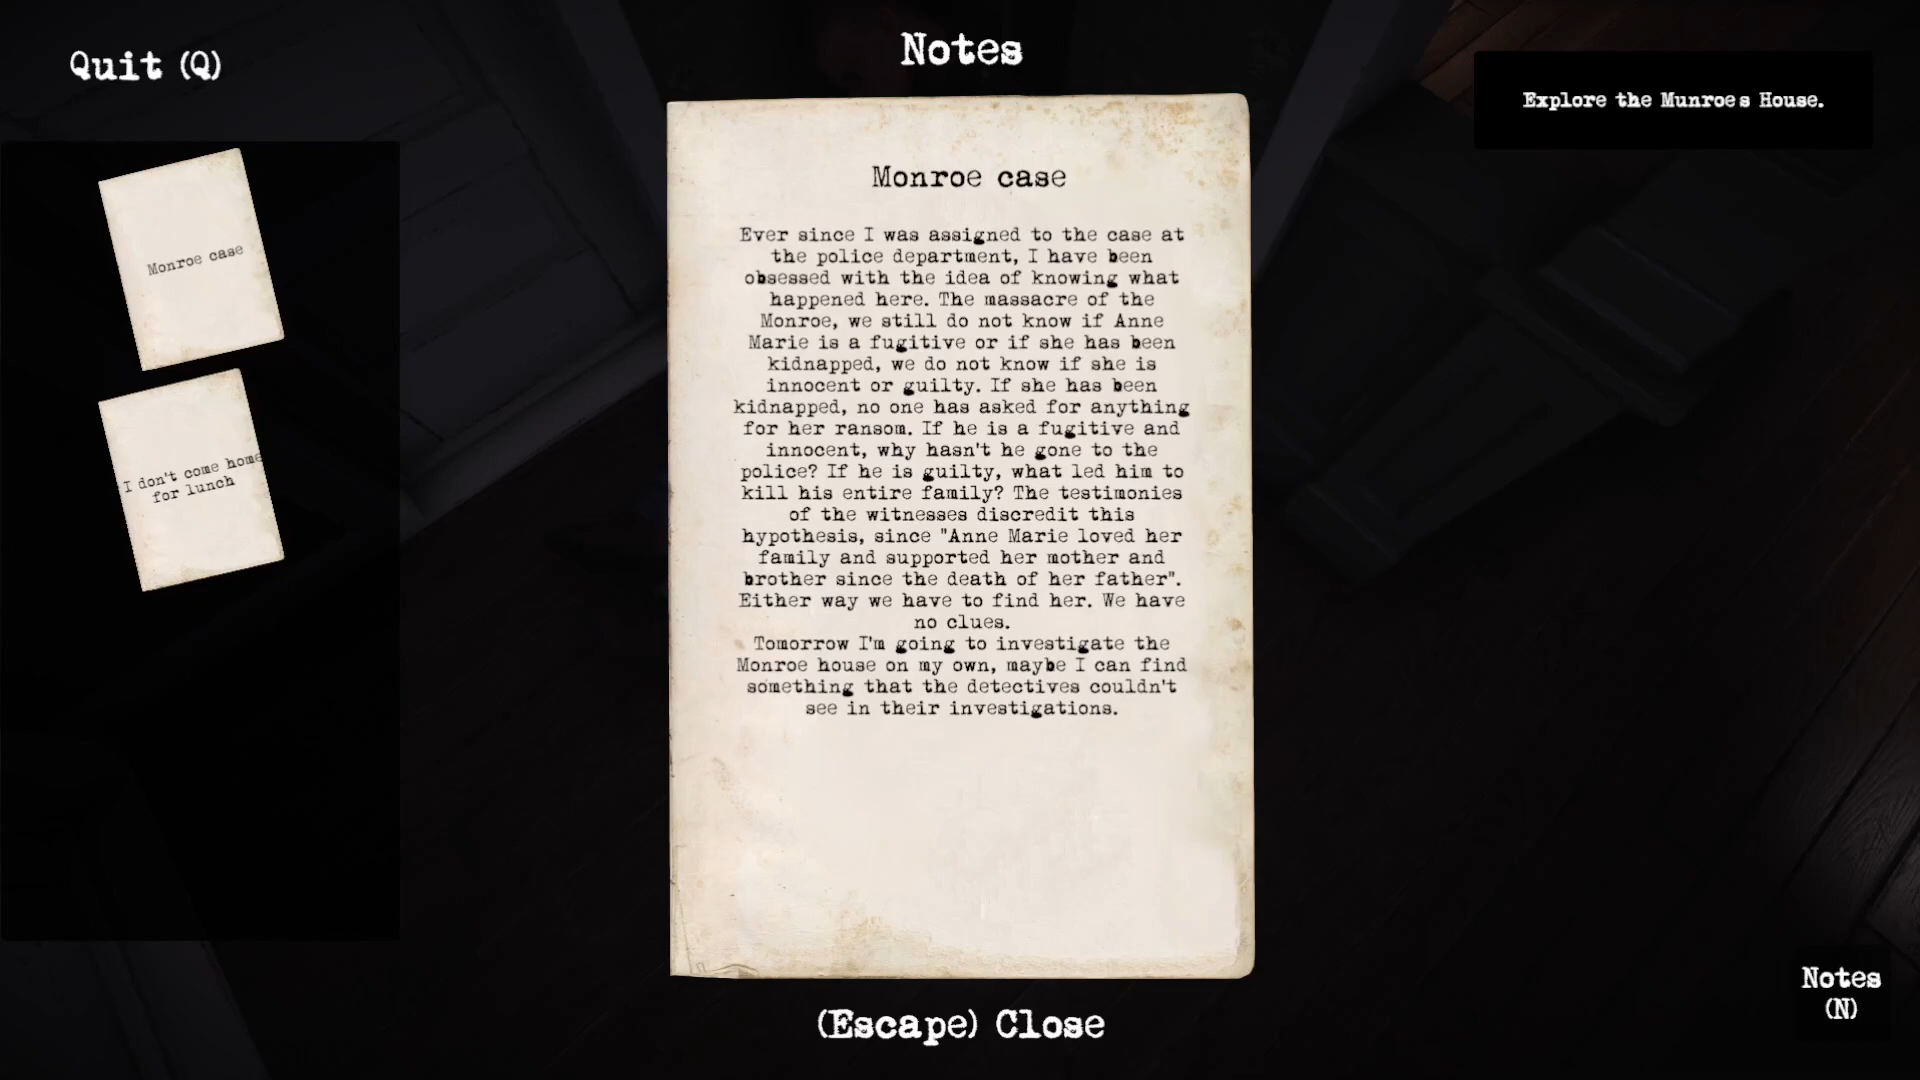 Quit (Q)
Notes
Explore the Munroes House.
Monroe case
I don't come home
for lunch
Monroe case
Ever since I was assigned to the case at
the police department, I have been
obsessed with the idea of knowing what
happened here. The massacre of the
Monroe, we still do not know if Anne
Marie is a fugitive or if she has been
kidnapped, we do not know if she is
innocent or guilty. If she has been
kidnapped, no one has asked for anything
for her ransom. If he is a fugitive and
innocent, why hasn't he gone to the
police? If he is guilty, what led him to
kill his entire family? The testimonies
of the witnesses discredit this
hypothesis, since "Anne Marie loved her
family and supported her mother and
brother since the death of her father".
Either way we have to find her. We have
no clues.
Tomorrow I'm going to investigate the
Monroe house on my own, maybe I can find
something that the detectives couldn't
see in their investigations.
(Escape) Close
Notes
(N)